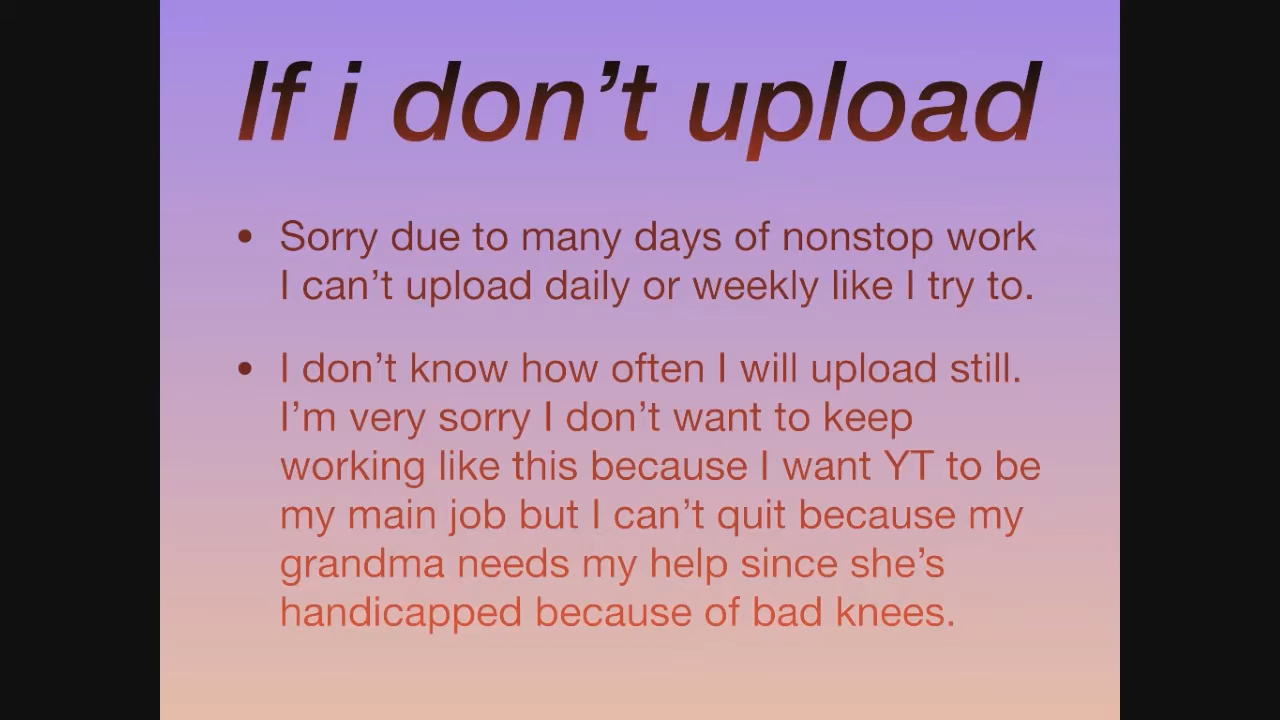 If i don’t upload
• Sorry due to many days of nonstop work
I can’t upload daily or weekly like I try to.
• I don’t know how often I will upload still.
I’m very sorry I don’t want to keep
working like this because I want YT to be
my main job but I can’t quit because my
grandma needs my help since she’s
handicapped because of bad knees.